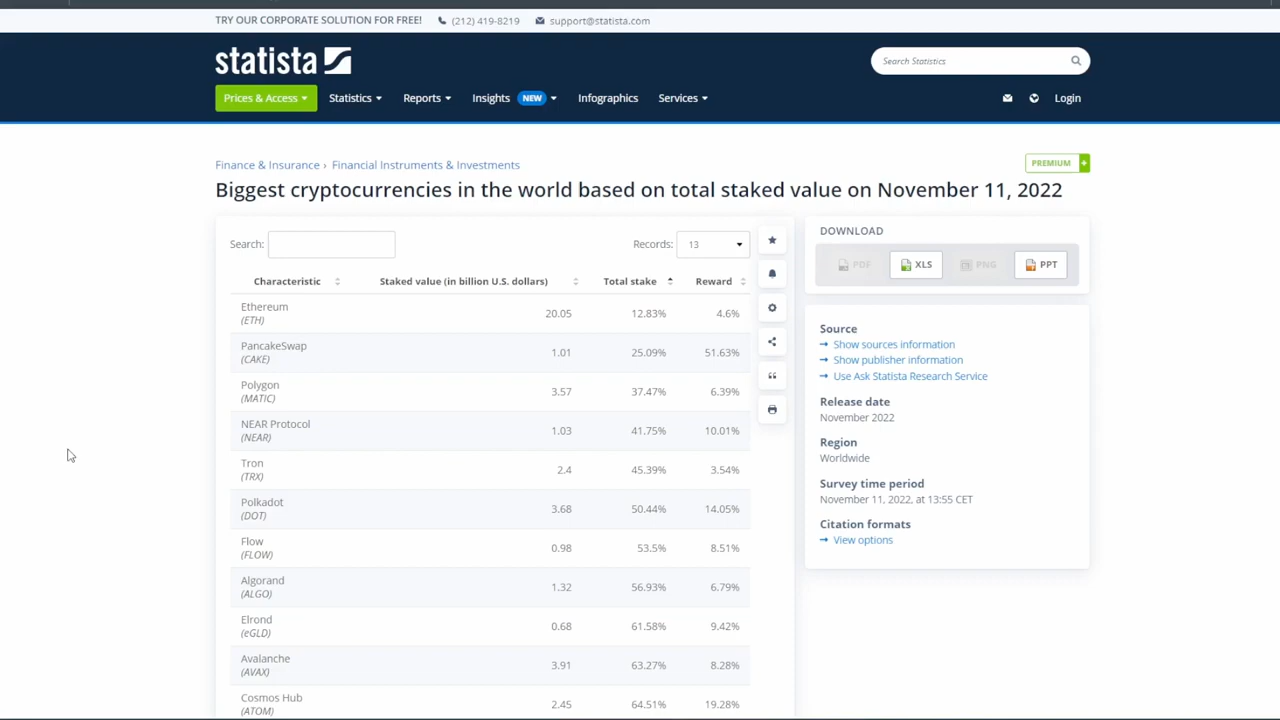 TRY OUR CORPORATE SOLUTION FOR FREE! (212) 419-8219 support@statista.com
statista
Search Statistics
Prices & Access Statistics Reports Insights NEW Infographics Services Login
Finance & Insurance › Financial Instruments & Investments
PREMIUM +
Biggest cryptocurrencies in the world based on total staked value on November 11, 2022
Search: Records: 13
Characteristic Staked value (in billion U.S. dollars) Total stake Reward
Ethereum
(ETH) 20.05 12.83% 4.6%
PancakeSwap
(CAKE) 1.01 25.09% 51.63%
Polygon
(MATIC) 3.57 37.47% 6.39%
NEAR Protocol
(NEAR) 1.03 41.75% 10.01%
Tron
(TRX) 2.4 45.39% 3.54%
Polkadot
(DOT) 3.68 50.44% 14.05%
Flow
(FLOW) 0.98 53.5% 8.51%
Algorand
(ALGO) 1.32 56.93% 6.79%
Elrond
(eGLD) 0.68 61.58% 9.42%
Avalanche
(AVAX) 3.91 63.27% 8.28%
Cosmos Hub
(ATOM) 2.45 64.51% 19.28%
DOWNLOAD
PDF XLS PNG PPT
Source
→ Show sources information
→ Show publisher information
→ Use Ask Statista Research Service
Release date
November 2022
Region
Worldwide
Survey time period
November 11, 2022, at 13:55 CET
Citation formats
→ View options